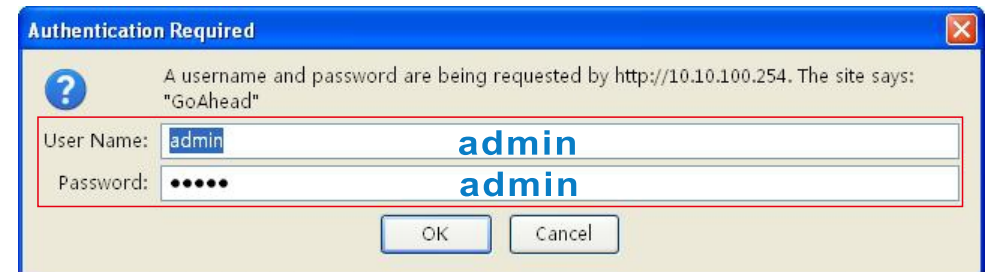 Authentication Required
A username and password are being requested by http://10.10.100.254. The site says:
"GoAhead"
User Name: admin admin
Password: ●●●●● admin
OK Cancel